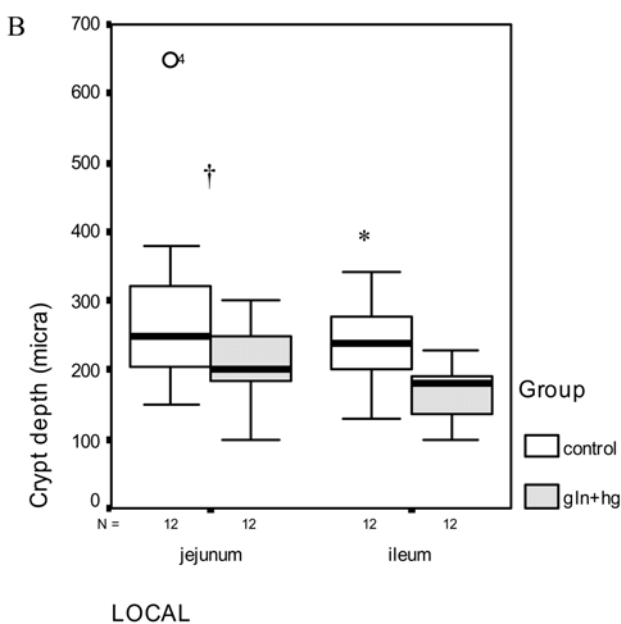 B
700
600
500
400
300
200
100
0
4
†
*
Crypt depth (micra)
N = 12 12 12 12
jejunum ileum
LOCAL
Group
control
gln+hg